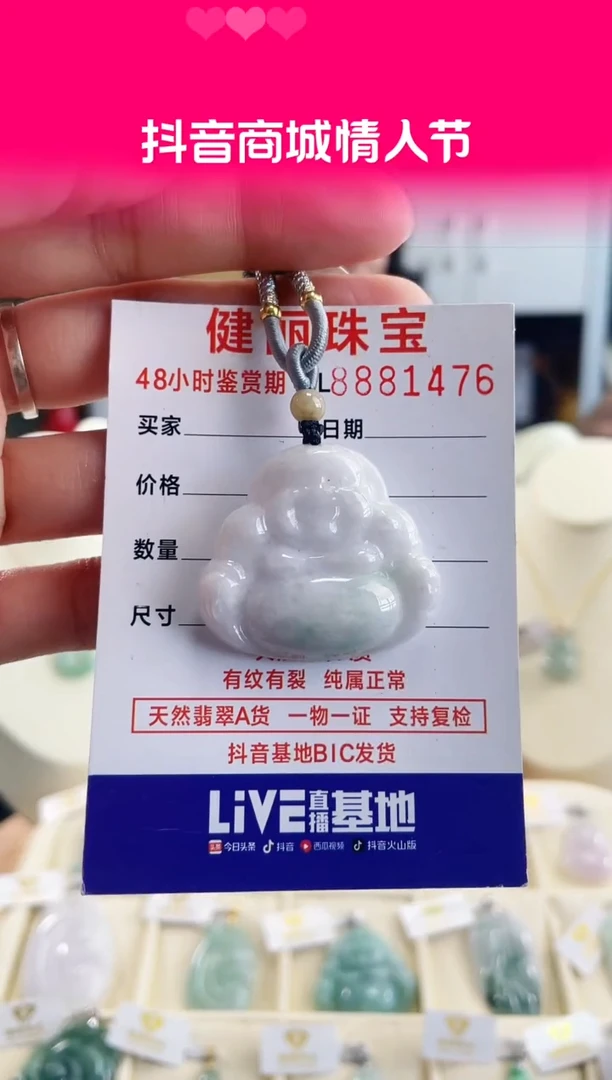 抖音商城情人节
健丽珠宝
48小时鉴赏期 L8881476
买家 日期
价格
数量
尺寸
有纹有裂 纯属正常
天然翡翠A货 一物一证 支持复检
抖音基地BIC发货
LiVE直播基地
头条 今日头条 抖音 西瓜视频 抖音火山版